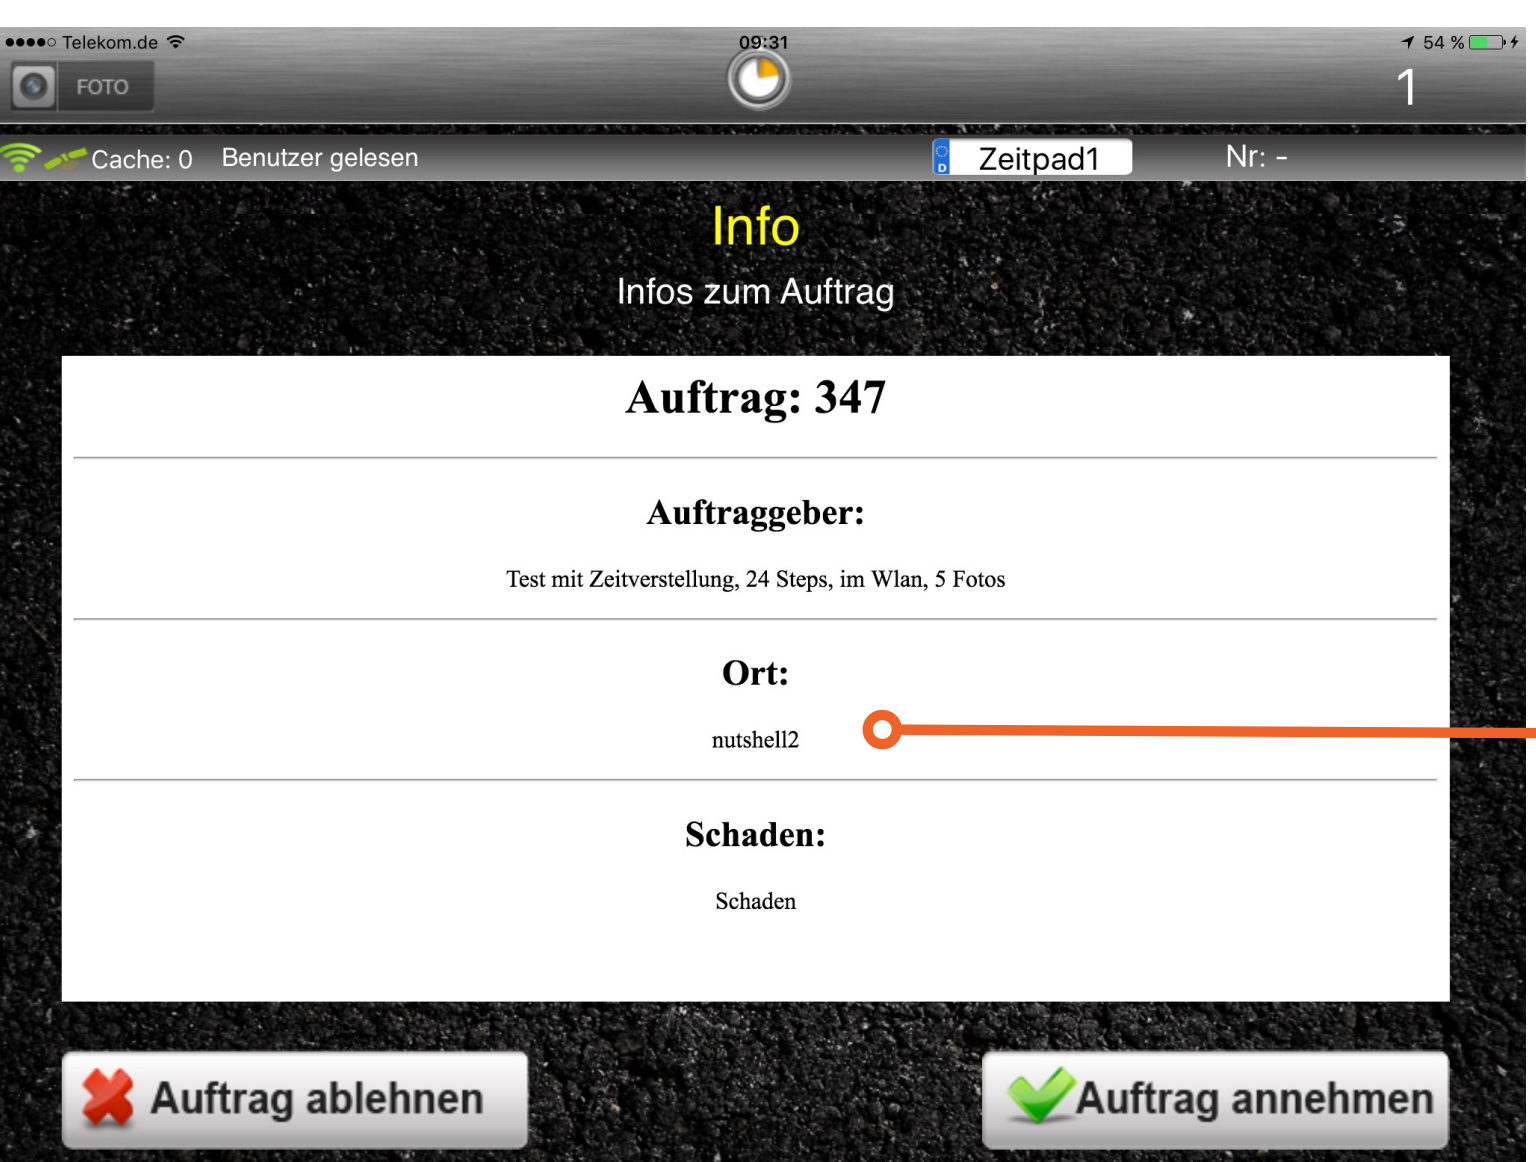 Telekom.de 09:31 54 %
FOTO 1
D
Cache: 0 Benutzer gelesen Zeitpad1 Nr: -
Info
Infos zum Auftrag
Auftrag: 347
Auftraggeber:
Test mit Zeitverstellung, 24 Steps, im Wlan, 5 Fotos
Ort:
nutshell2
Schaden:
Schaden
Auftrag ablehnen Auftrag annehmen